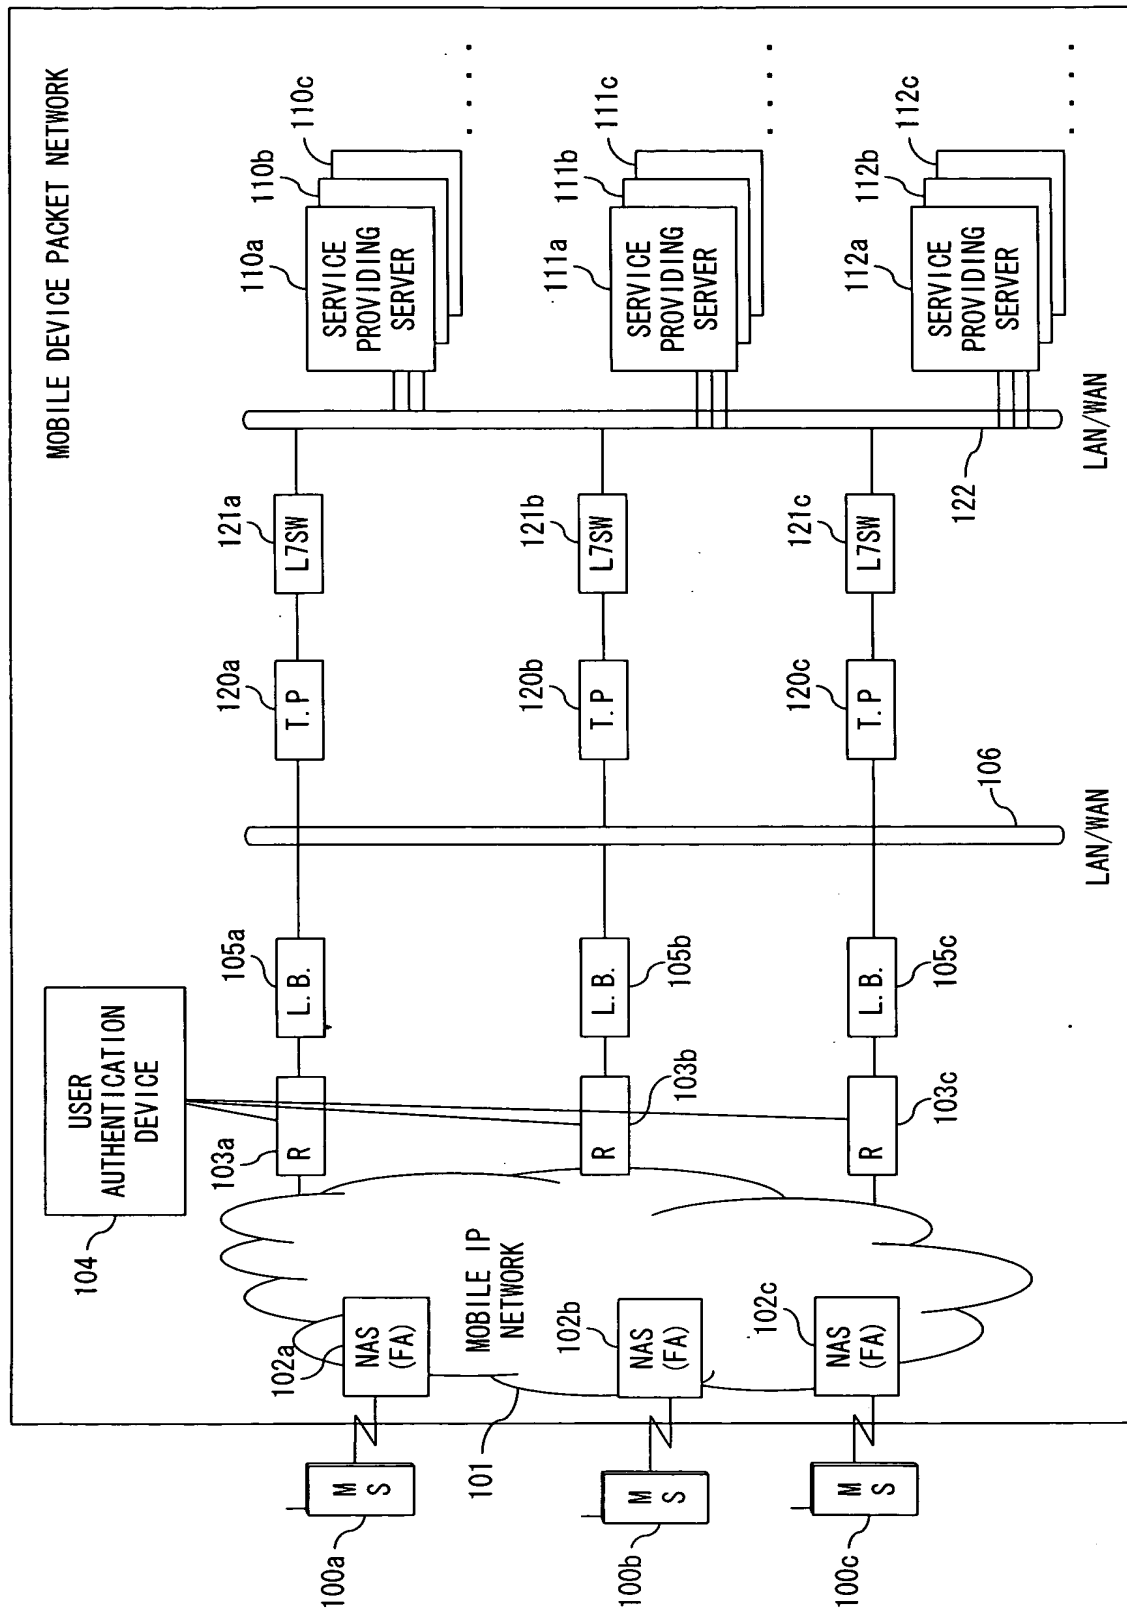 MOBILE DEVICE PACKET NETWORK
USER
AUTHENTICATION
DEVICE
104
100a
M S
102a
NAS
(FA)
103a
R
105a
L. B.
120a
T. P
121a
L7SW
110a
110b
110c
SERVICE
PROVIDING
SERVER
. . . .
101
MOBILE IP
NETWORK
100b
M S
102b
NAS
(FA)
R
103b
L. B.
105b
120b
T. P
121b
L7SW
111a
111b
111c
SERVICE
PROVIDING
SERVER
. . . .
100c
M S
102c
NAS
(FA)
R
103c
L. B.
105c
120c
T. P
121c
L7SW
112a
112b
112c
SERVICE
PROVIDING
SERVER
. . . .
106
LAN/WAN
122
LAN/WAN